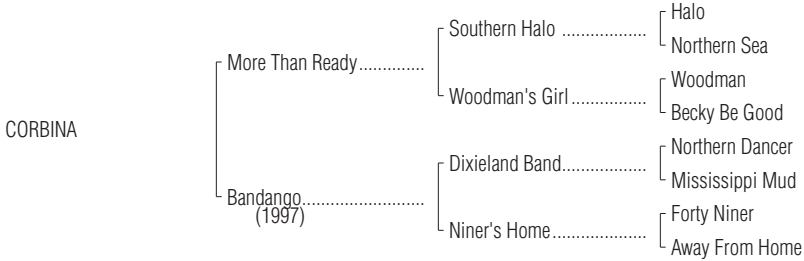 Halo
Southern Halo ..................
Northern Sea
More Than Ready..............
Woodman
Woodman's Girl ................
Becky Be Good
CORBINA
Northern Dancer
Dixieland Band..................
Mississippi Mud
Bandango..........................
(1997)
Forty Niner
Niner's Home....................
Away From Home